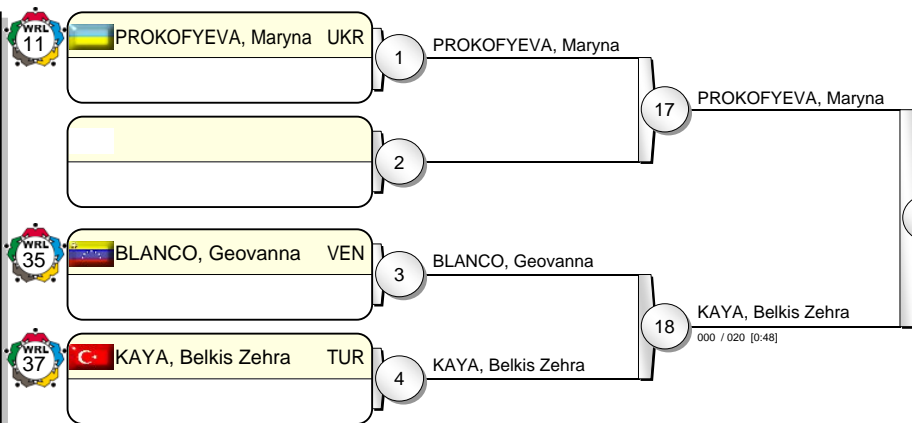 WRL
11
PROKOFYEVA, Maryna UKR
1
PROKOFYEVA, Maryna
17
PROKOFYEVA, Maryna
2
WRL
35
BLANCO, Geovanna VEN
3
BLANCO, Geovanna
18
KAYA, Belkis Zehra
000 / 020 [0:48]
WRL
37
KAYA, Belkis Zehra TUR
4
KAYA, Belkis Zehra